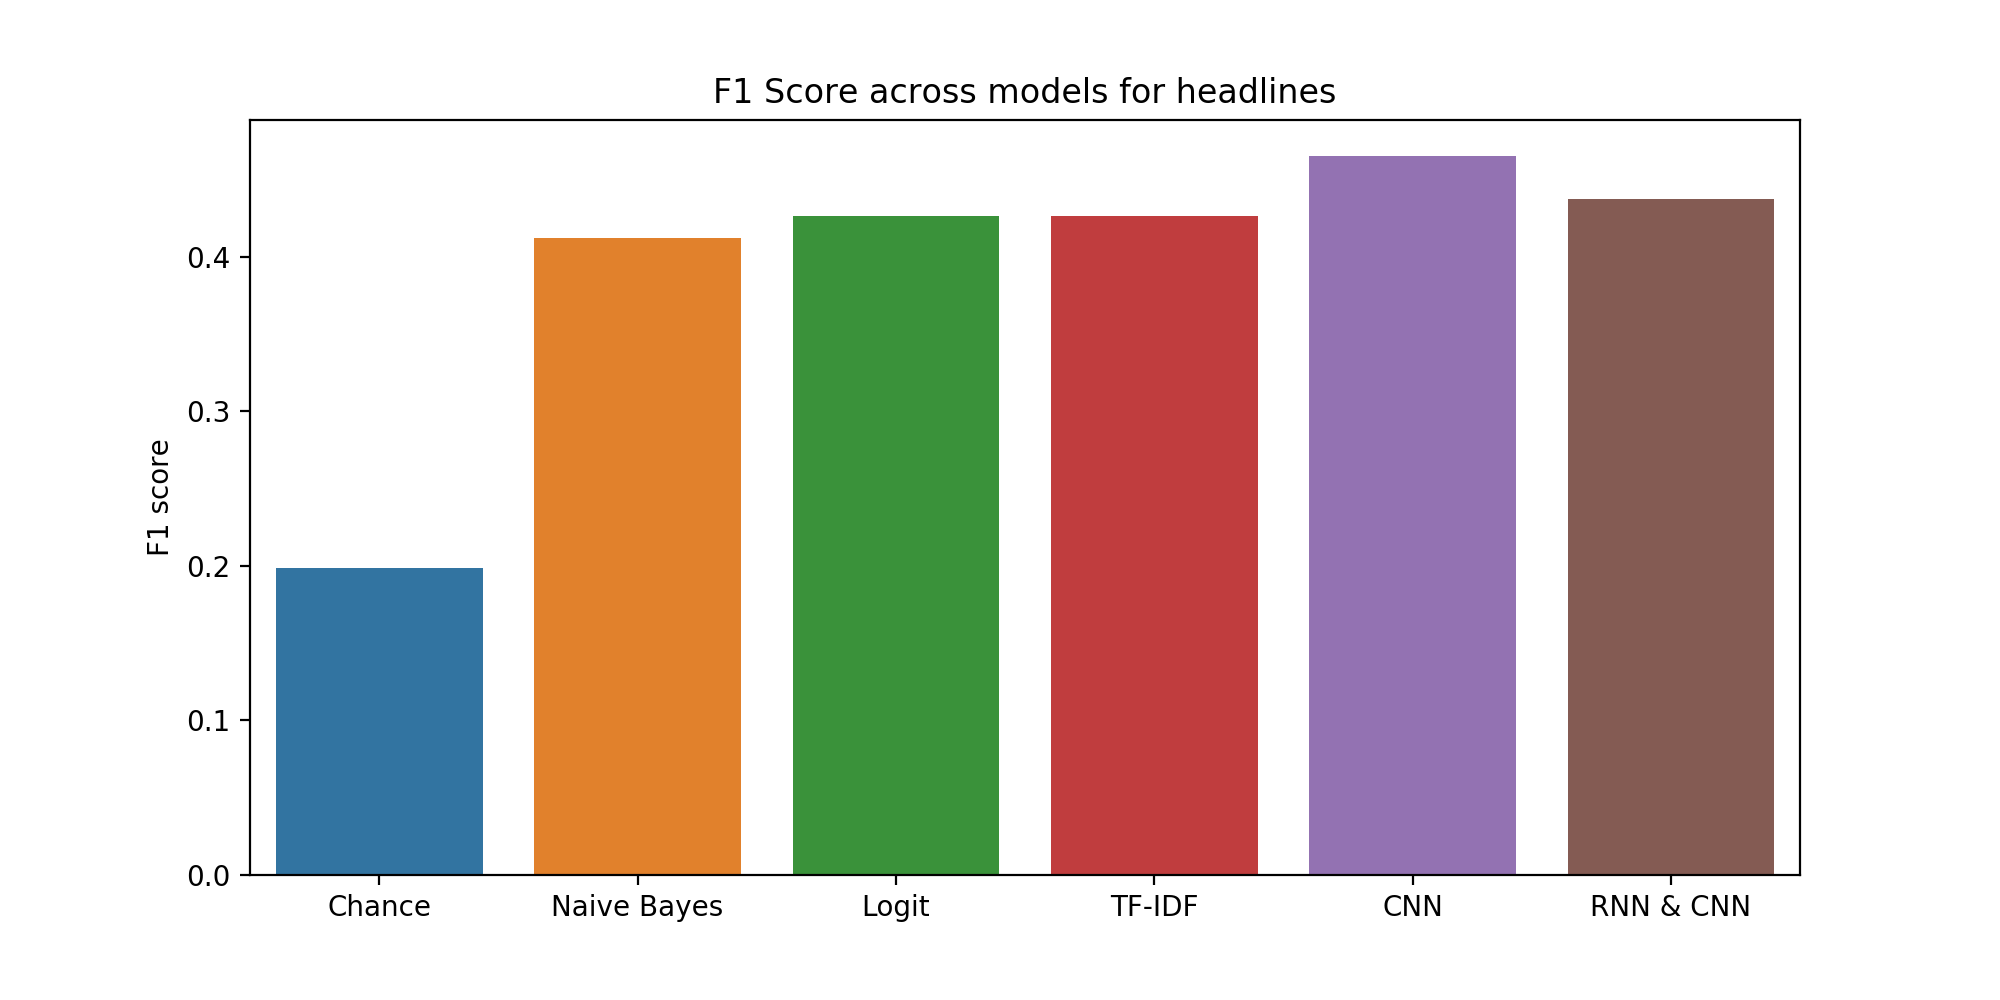 F1 Score across models for headlines
F1 score
0.4
0.3
0.2
0.1
0.0
Chance Naive Bayes Logit TF-IDF CNN RNN & CNN